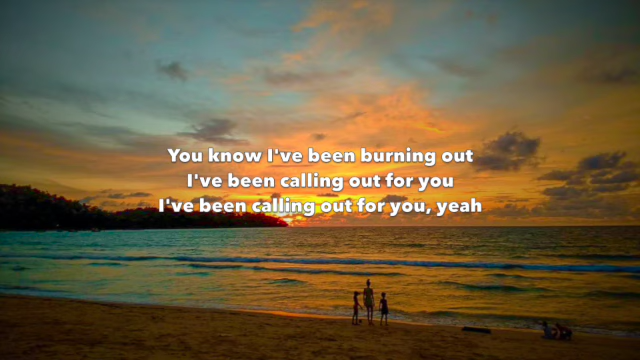 You know I've been burning out
I've been calling out for you
I've been calling out for you, yeah